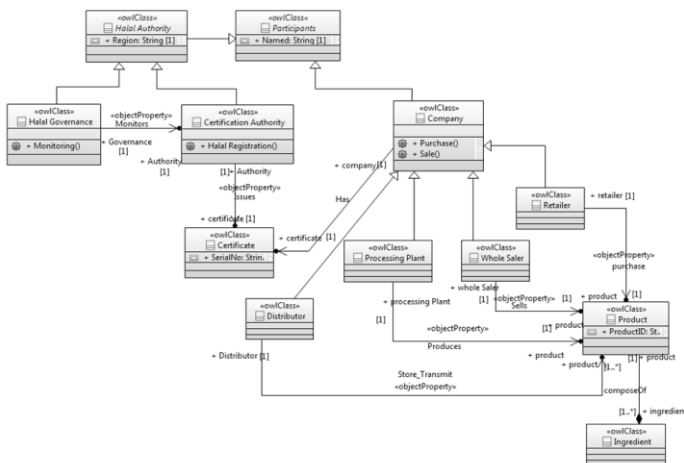 «owlClass»
Halal Authority
+ Region: String [1]
«owlClass»
Participants
+ Named: String [1]
«owlClass»
Halal Governance
+ Monitoring()
«objectProperty»
Monitors
+ Governance
[1]
+ Authority
[1]
«owlClass»
Certification Authority
+ Halal Registration()
«owlClass»
Company
+ Purchase()
+ Sale()
[1]+ Authority
«objectProperty»
Issues
+ certificate[1]
+ company[1]
Has
+ certificate [1]
«owlClass»
Certificate
+ SerialNo: Strin.
«owlClass»
Retailer
+ retailer [1]
«objectProperty»
purchase
[1]
+ product
«owlClass»
Processing Plant
«owlClass»
Whole Saler
+ whole Saler
[1]
«objectProperty»
Sells
[1]
+ processing Plant
[1]
«objectProperty»
Produces
[1]
+ product
+ product
«owlClass»
Product
+ ProductID: St..
«owlClass»
Distributor
+ Distributor [1]
Store_Transmit
«objectProperty»
+ product
[1..*]
[1]+ product
composeOf
[1..*]
+ ingredien
«owlClass»
Ingredient